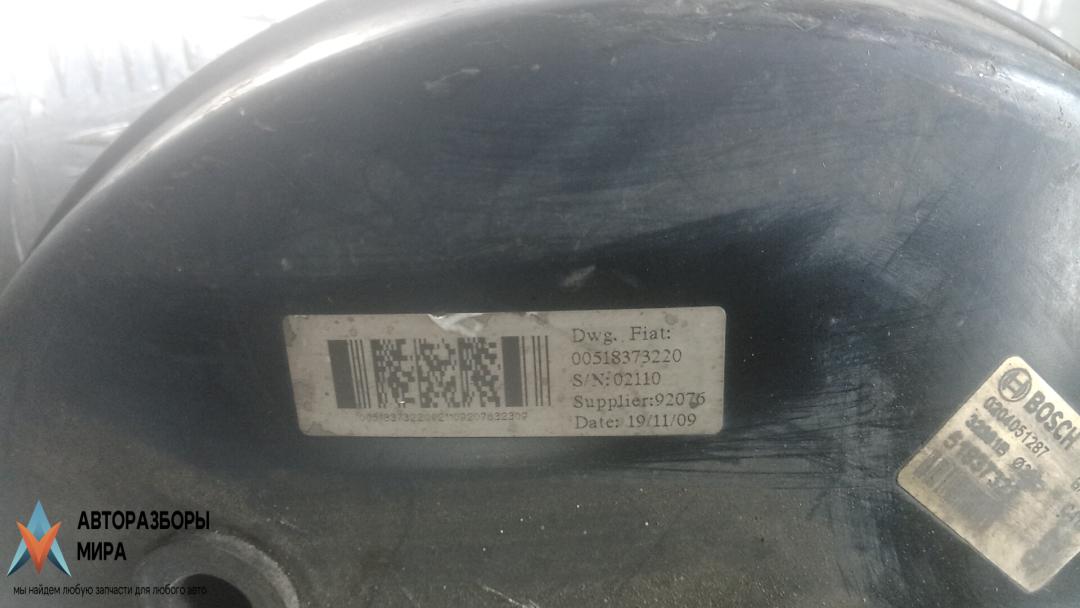 Dwg. Fiat:
00518373220
S/N:02110
Supplier:92076
Date: 19/11/09
BOSCH
0204051287
АВТОРАЗБОРЫ
МИРА
мы найдем любую запчасти для любого авто